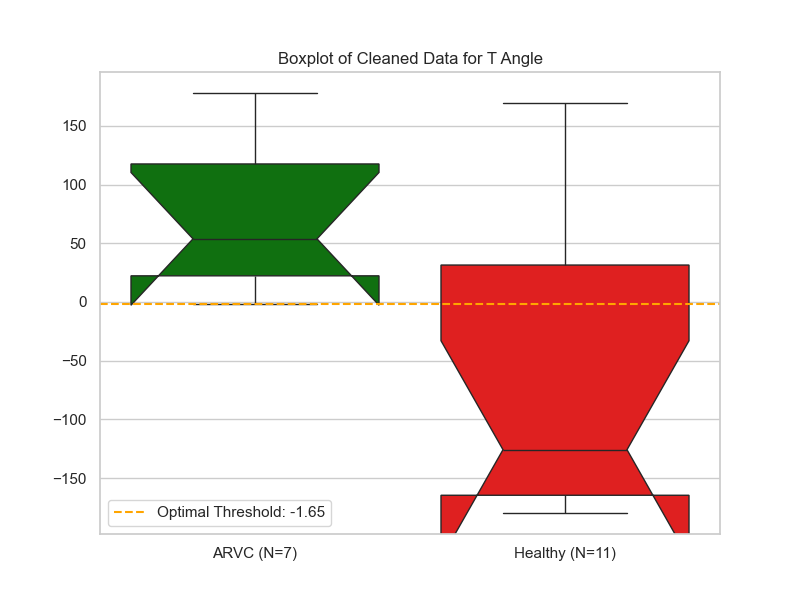 Boxplot of Cleaned Data for T Angle
150
100
50
0
−50
−100
−150
Optimal Threshold: -1.65
ARVC (N=7)
Healthy (N=11)